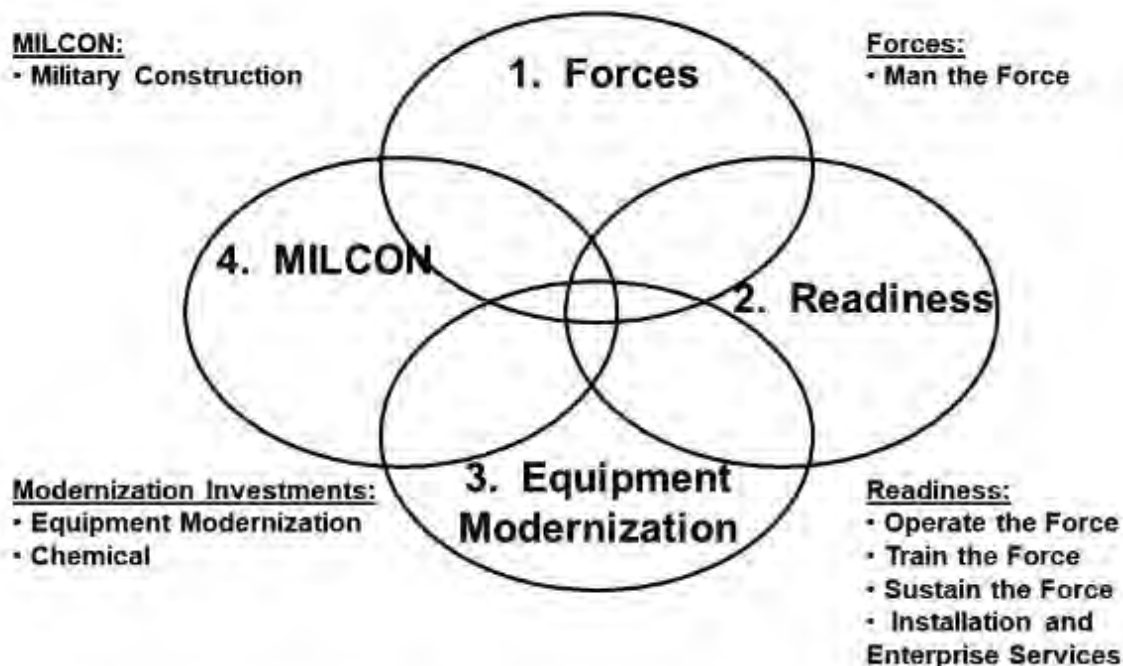 MILCON:
• Military Construction
1. Forces
Forces:
• Man the Force
4. MILCON
2. Readiness
3. Equipment
Modernization
Modernization Investments:
• Equipment Modernization
• Chemical
Readiness:
• Operate the Force
• Train the Force
• Sustain the Force
• Installation and
Enterprise Services